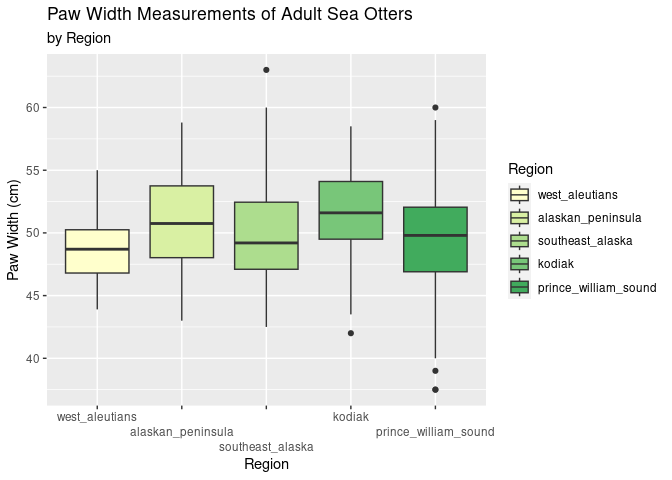 Paw Width Measurements of Adult Sea Otters
by Region
60
55
50
45
40
Paw Width (cm)
west_aleutians
alaskan_peninsula
southeast_alaska
kodiak
prince_william_sound
Region
Region
west_aleutians
alaskan_peninsula
southeast_alaska
kodiak
prince_william_sound